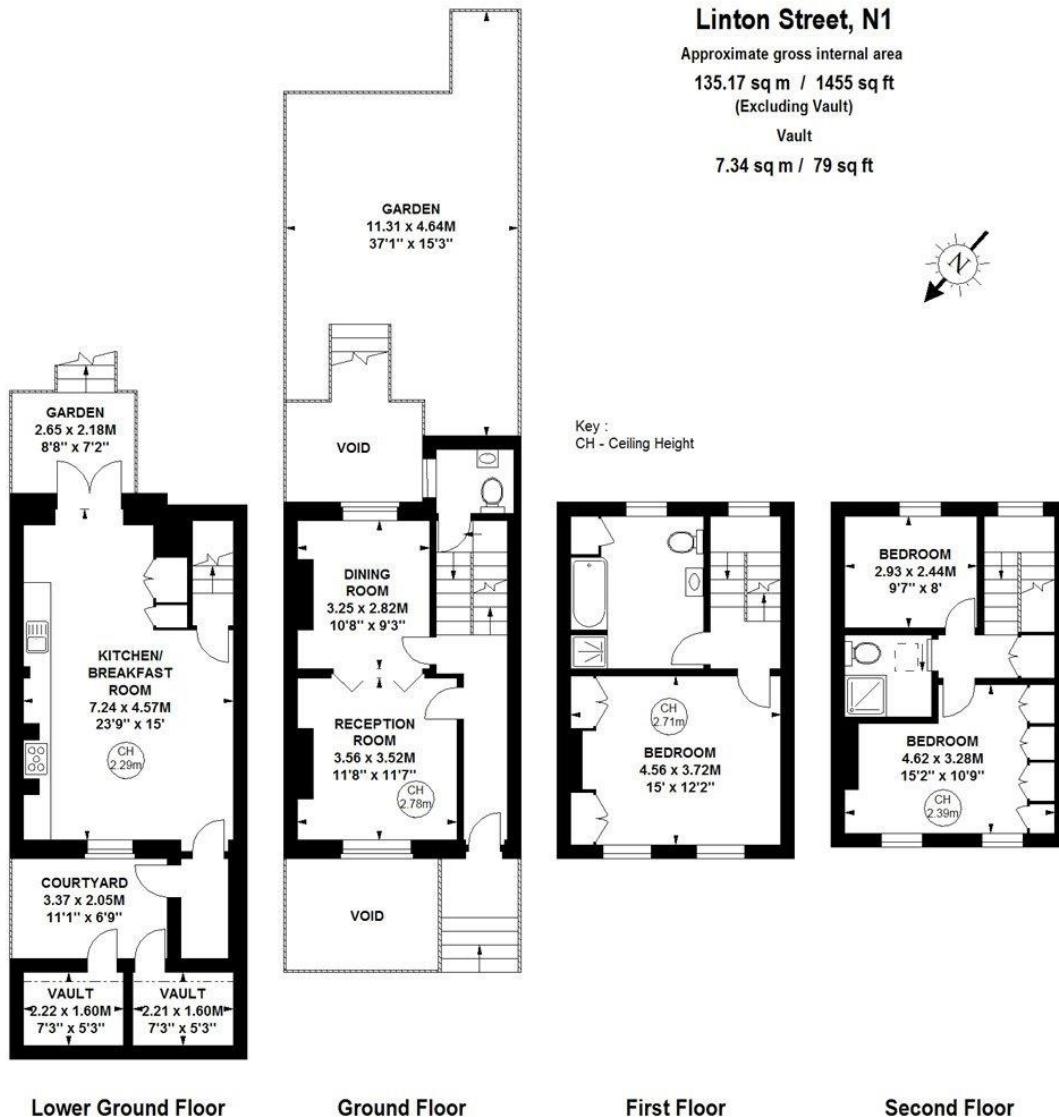 Linton Street, N1
Approximate gross internal area
135.17 sq m / 1455 sq ft
(Excluding Vault)
Vault
7.34 sq m / 79 sq ft
N
GARDEN
11.31 x 4.64M
37'1" x 15'3"
GARDEN
2.65 x 2.18M
8'8" x 7'2"
VOID
Key :
CH - Ceiling Height
KITCHEN/
BREAKFAST
ROOM
7.24 x 4.57M
23'9" x 15'
CH
2.29m
COURTYARD
3.37 x 2.05M
11'1" x 6'9"
VAULT
2.22 x 1.60M
7'3" x 5'3"
VAULT
2.21 x 1.60M
7'3" x 5'3"
DINING
ROOM
3.25 x 2.82M
10'8" x 9'3"
RECEPTION
ROOM
3.56 x 3.52M
11'8" x 11'7"
CH
2.78m
VOID
CH
2.71m
BEDROOM
4.56 x 3.72M
15' x 12'2"
BEDROOM
2.93 x 2.44M
9'7" x 8'
BEDROOM
4.62 x 3.28M
15'2" x 10'9"
CH
2.39m
Lower Ground Floor
Ground Floor
First Floor
Second Floor